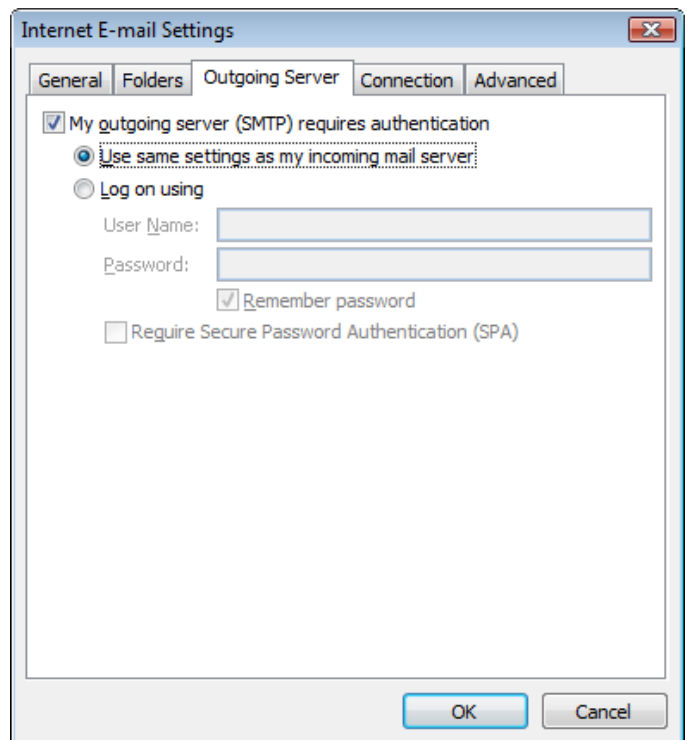 Internet E-mail Settings
General Folders Outgoing Server Connection Advanced
My outgoing server (SMTP) requires authentication
Use same settings as my incoming mail server
Log on using
User Name:
Password:
Remember password
Require Secure Password Authentication (SPA)
OK Cancel